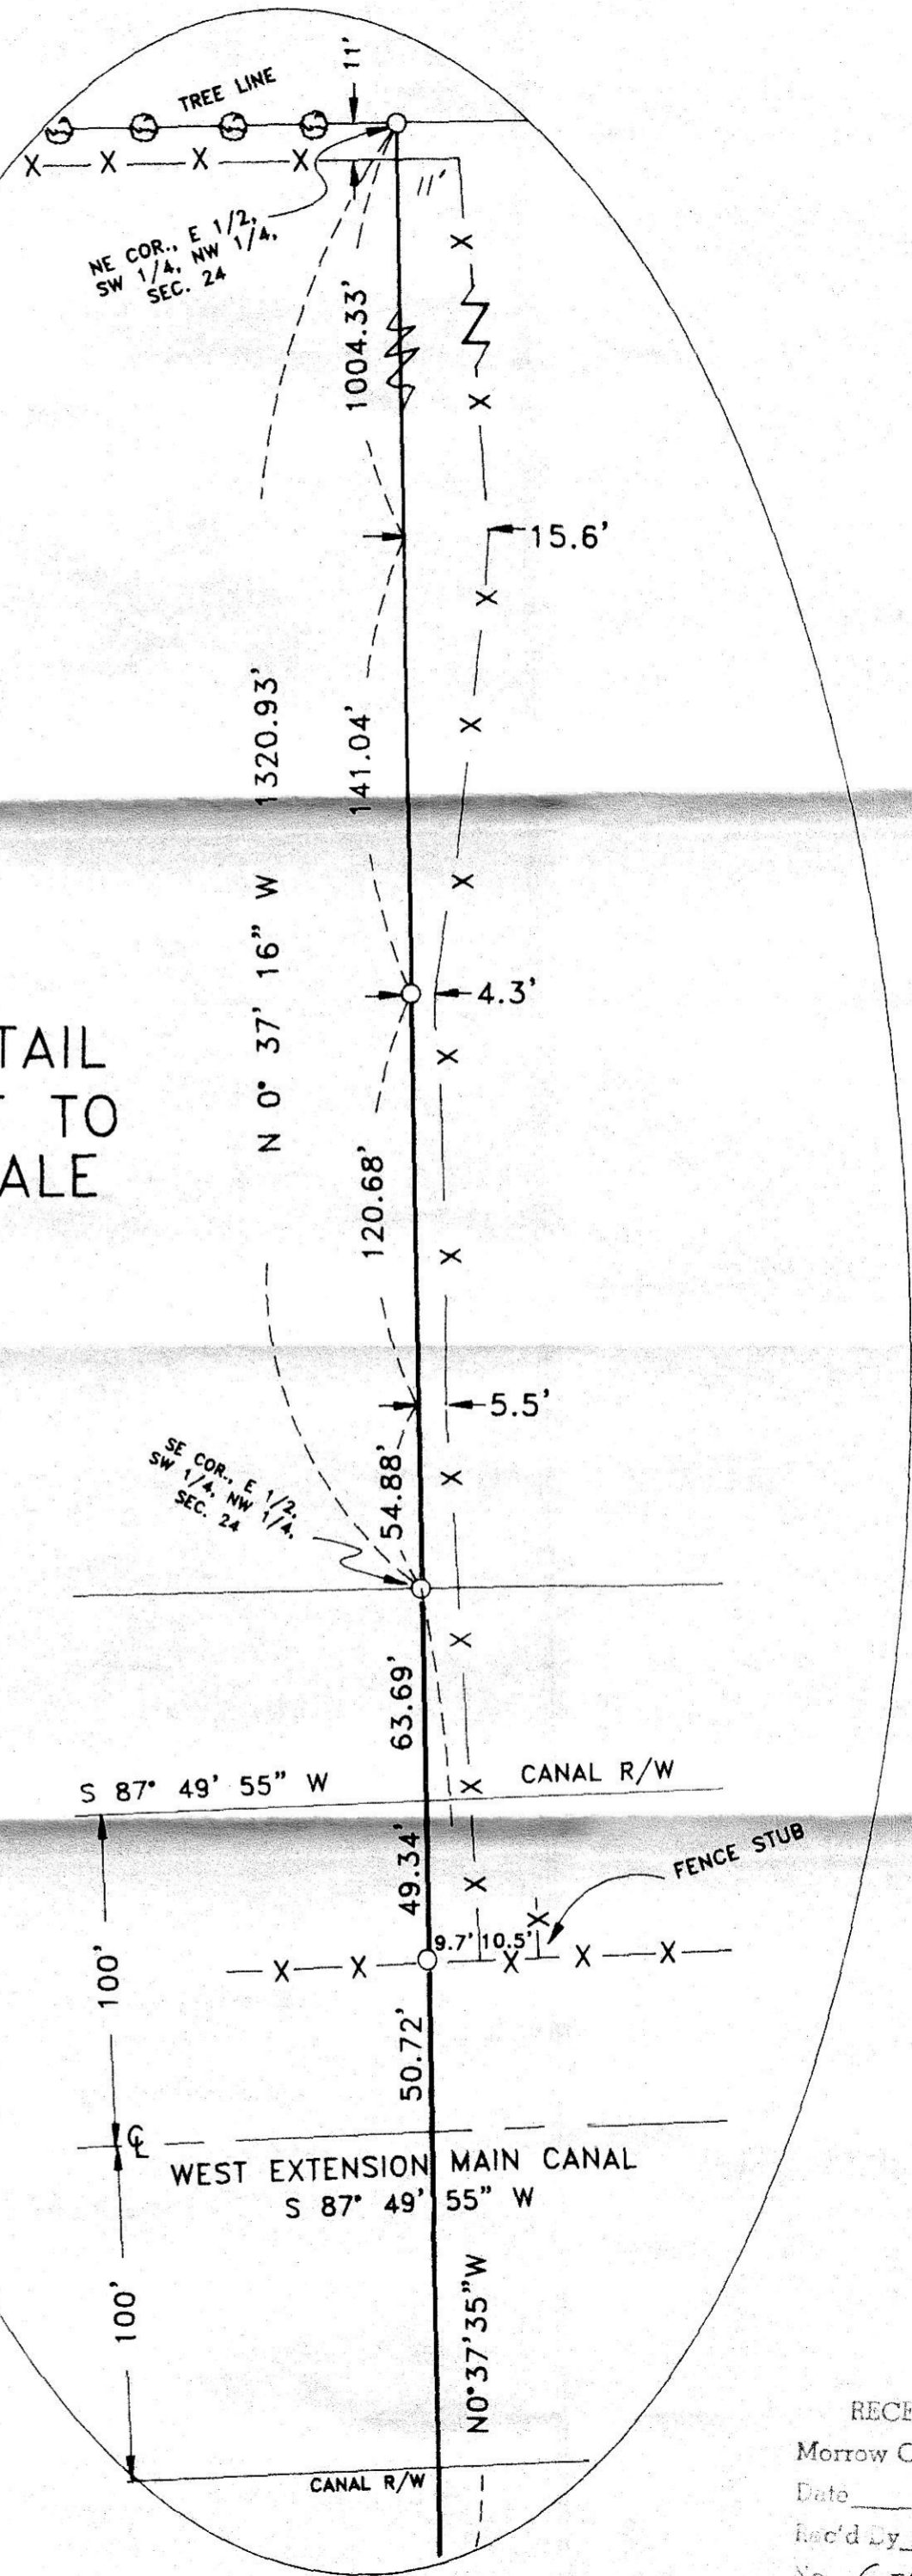 TREE LINE
11'
11'
NE COR., E 1/2,
SW 1/4, NW 1/4,
SEC. 24
1004.33'
15.6'
N 0° 37' 16" W 1320.93'
141.04'
4.3'
TAIL
TO
ALE
120.68'
5.5'
SE COR., E 1/2,
SW 1/4, NW 1/4,
SEC. 24
54.88'
63.69'
S 87° 49' 55" W
CANAL R/W
49.34'
FENCE STUB
9.7' 10.5'
100'
50.72'
℄
WEST EXTENSION MAIN CANAL
S 87° 49' 55" W
100'
N0°37'35"W
CANAL R/W
RECE
Morrow C
Date
Rec'd By